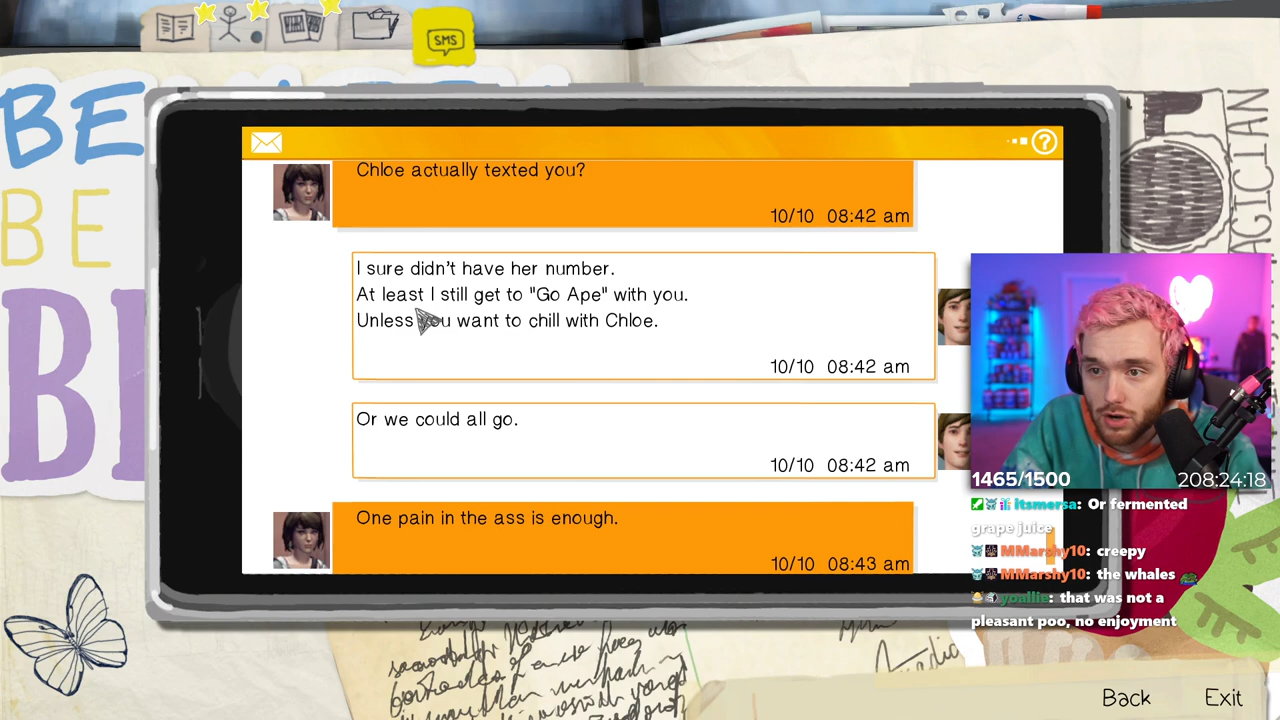 SMS
BE
BE
AGICIAN
Chloe actually texted you?
10/10 08:42 am
I sure didn't have her number.
At least I still get to "Go Ape" with you.
Unless you want to chill with Chloe.
10/10 08:42 am
Or we could all go.
10/10 08:42 am
One pain in the ass is enough.
10/10 08:43 am
?
1465/1500
208:24:18
itsmersa: Or fermented
grape juice
MMarshy10: creepy
MMarshy10: the whales
yoallie: that was not a
pleasant poo, no enjoyment
Back
Exit